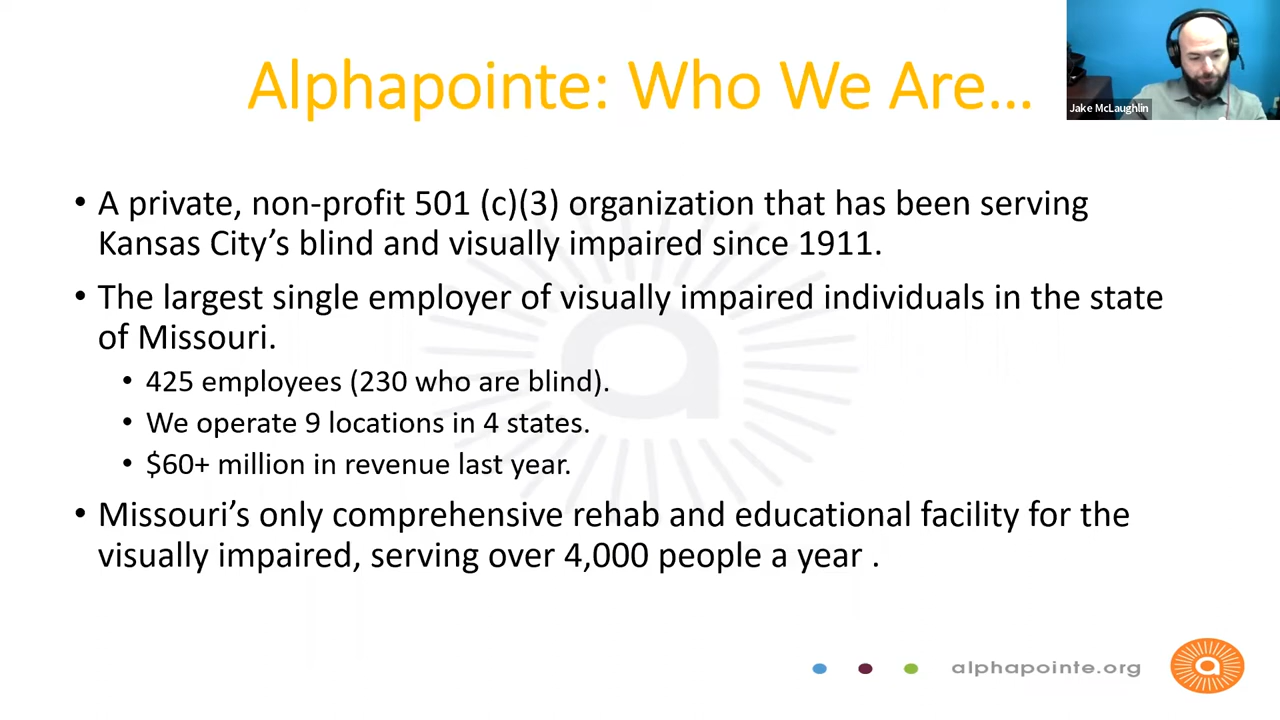 Alphapointe: Who We Are...
Jake McLaughlin
• A private, non-profit 501 (c)(3) organization that has been serving
Kansas City’s blind and visually impaired since 1911.
• The largest single employer of visually impaired individuals in the state
of Missouri.
• 425 employees (230 who are blind).
• We operate 9 locations in 4 states.
• $60+ million in revenue last year.
• Missouri’s only comprehensive rehab and educational facility for the
visually impaired, serving over 4,000 people a year .
alphapointe.org
a